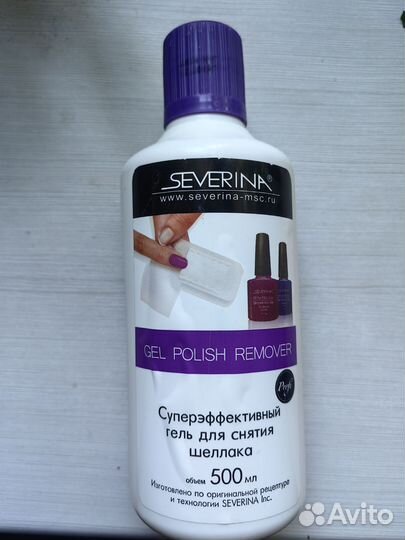 SEVERINA®
www.severina-msc.ru
SEVERINA
GEL POLISH REMOVER
Profi
Суперэффективный
гель для снятия
шеллака
объем 500 мл
Изготовлено по оригинальной рецептуре
и технологии SEVERINA Inc.
Avito